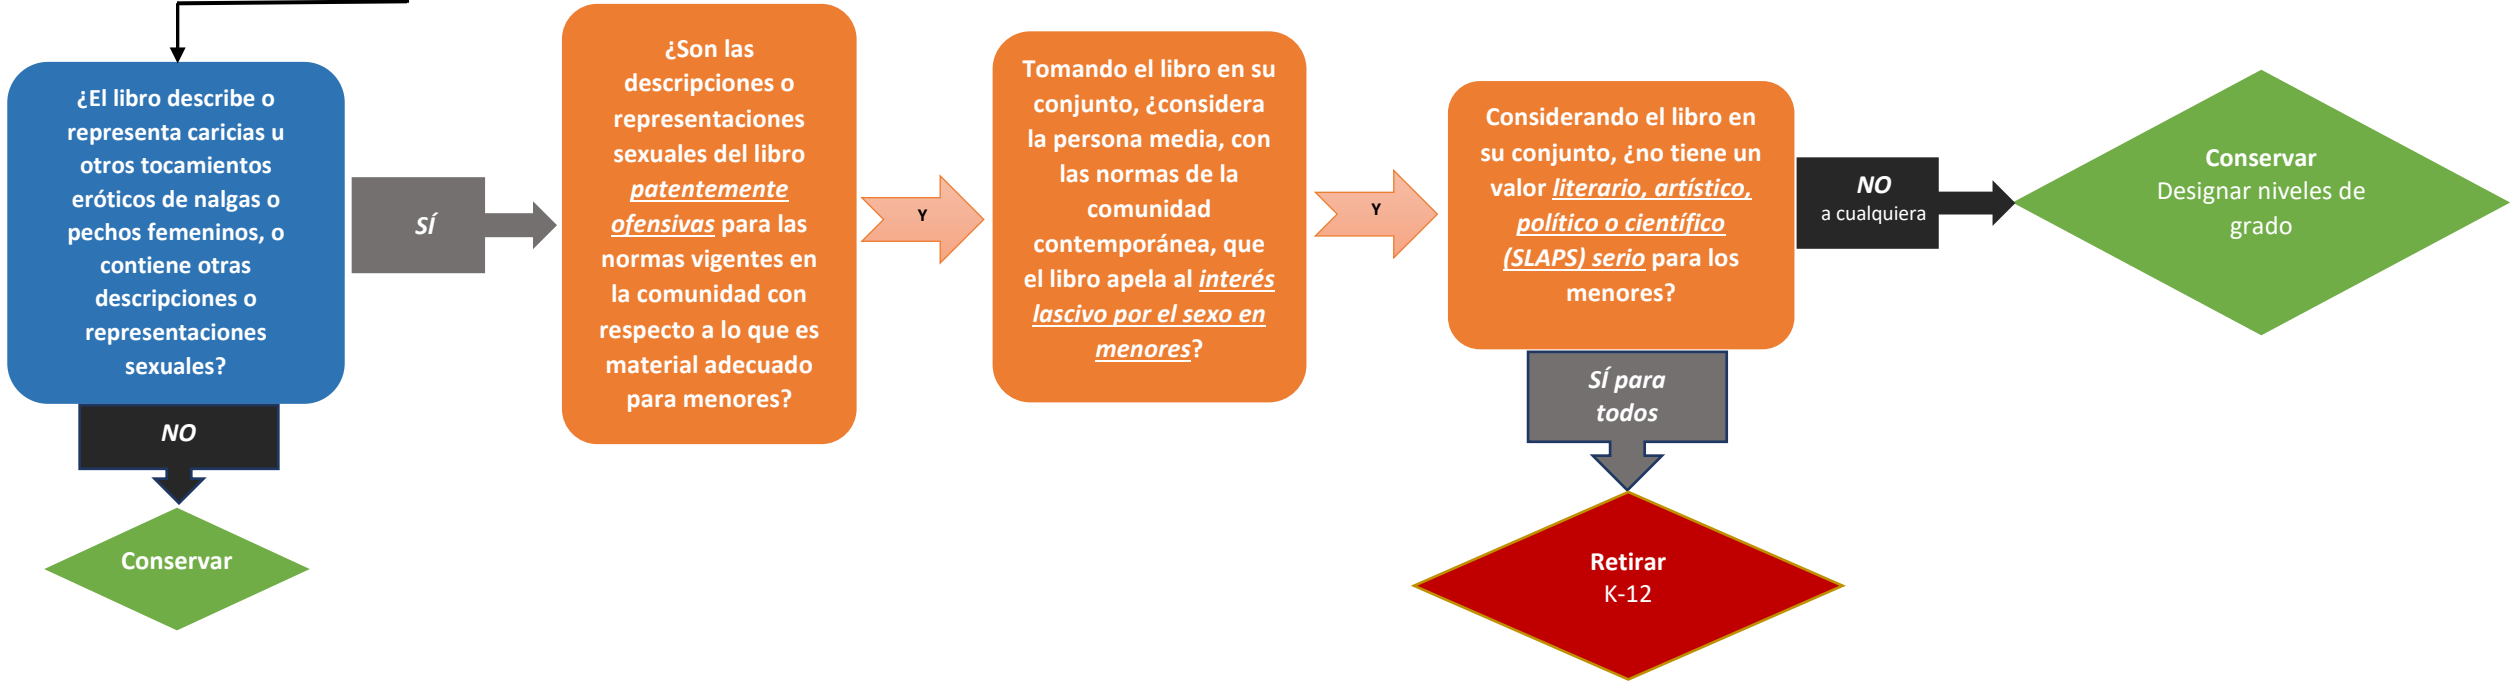 ¿El libro describe o
representa caricias u
otros tocamientos
eróticos de nalgas o
pechos femeninos, o
contiene otras
descripciones o
representaciones
sexuales?
NO
Conservar
SÍ
¿Son las
descripciones o
representaciones
sexuales del libro
patentemente
ofensivas para las
normas vigentes en
la comunidad con
respecto a lo que es
material adecuado
para menores?
Y
Tomando el libro en su
conjunto, ¿considera
la persona media, con
las normas de la
comunidad
contemporánea, que
el libro apela al interés
lascivo por el sexo en
menores?
Y
Considerando el libro en
su conjunto, ¿no tiene un
valor literario, artístico,
político o científico
(SLAPS) serio para los
menores?
NO
a cualquiera
Conservar
Designar niveles de
grado
SÍ para
todos
Retirar
K-12